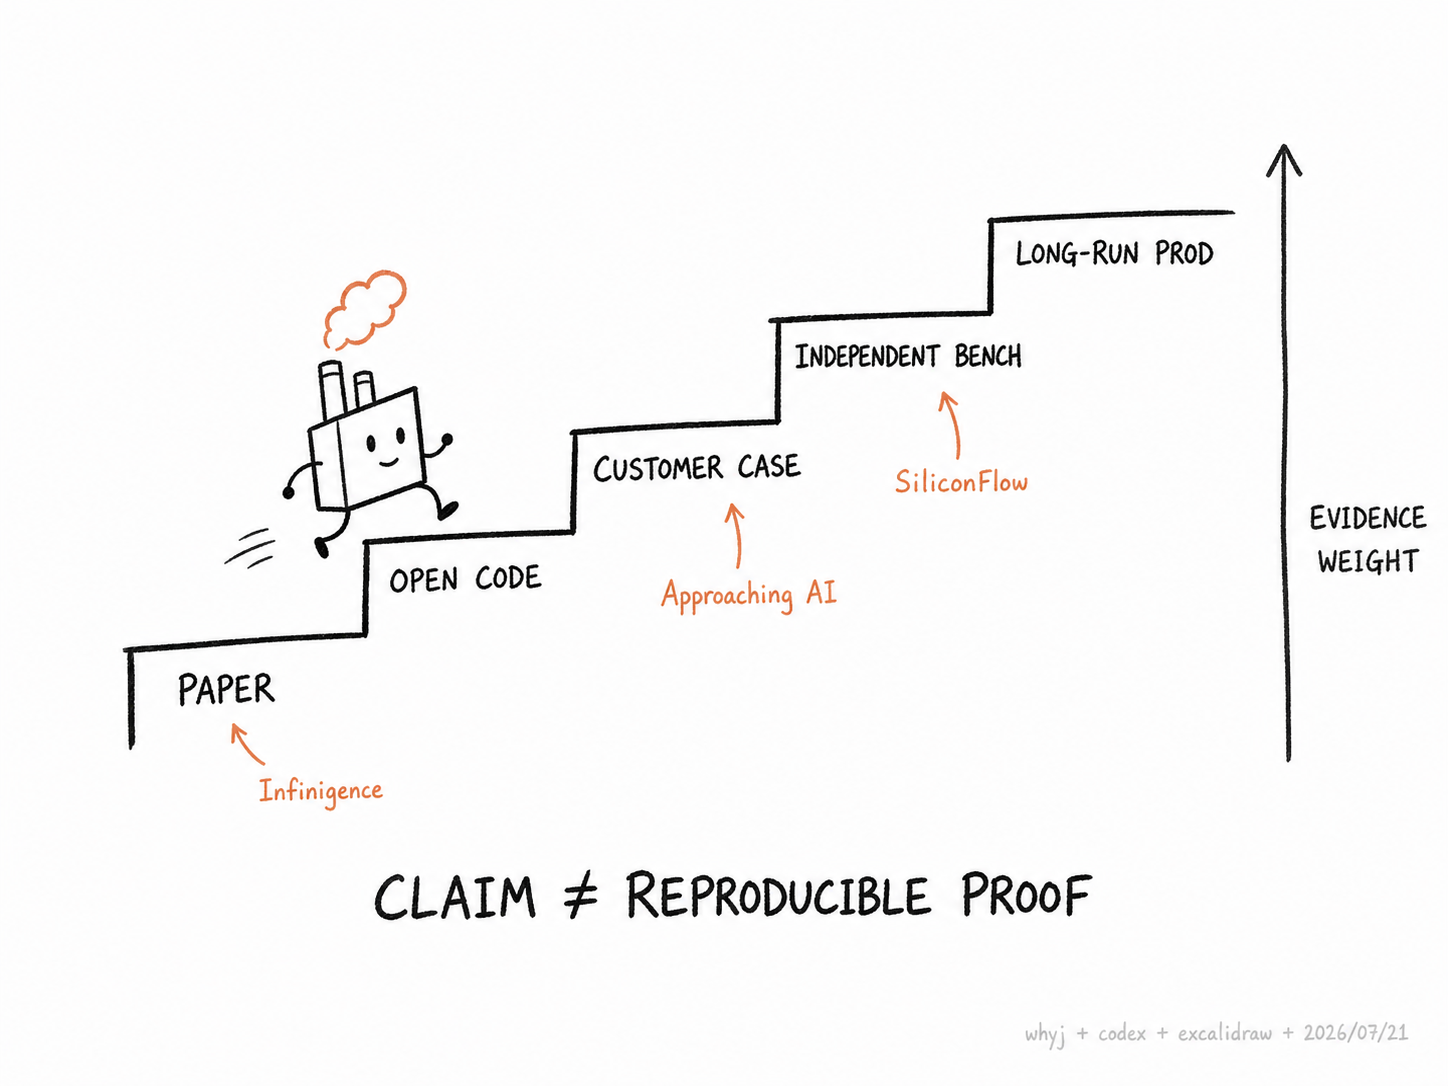 LONG-RUN PROD
INDEPENDENT BENCH
SiliconFlow
CUSTOMER CASE
Approaching AI
OPEN CODE
PAPER
Infinigence
EVIDENCE
WEIGHT
CLAIM ≠ REPRODUCIBLE PROOF
whyj + codex + excalidraw + 2026/07/21